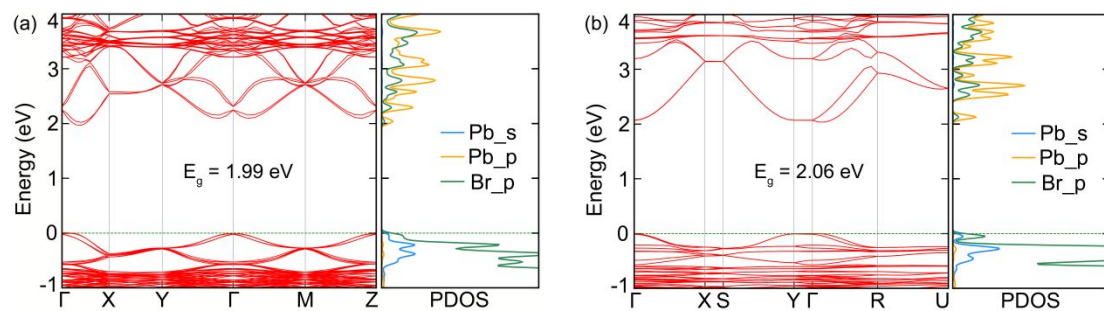 (a)
Energy (eV)
4
3
2
1
0
-1
E_g = 1.99 eV
Γ X Y Γ M Z
Pb_s
Pb_p
Br_p
PDOS
(b)
Energy (eV)
4
3
2
1
0
-1
E_g = 2.06 eV
Γ X S Y Γ R U
Pb_s
Pb_p
Br_p
PDOS